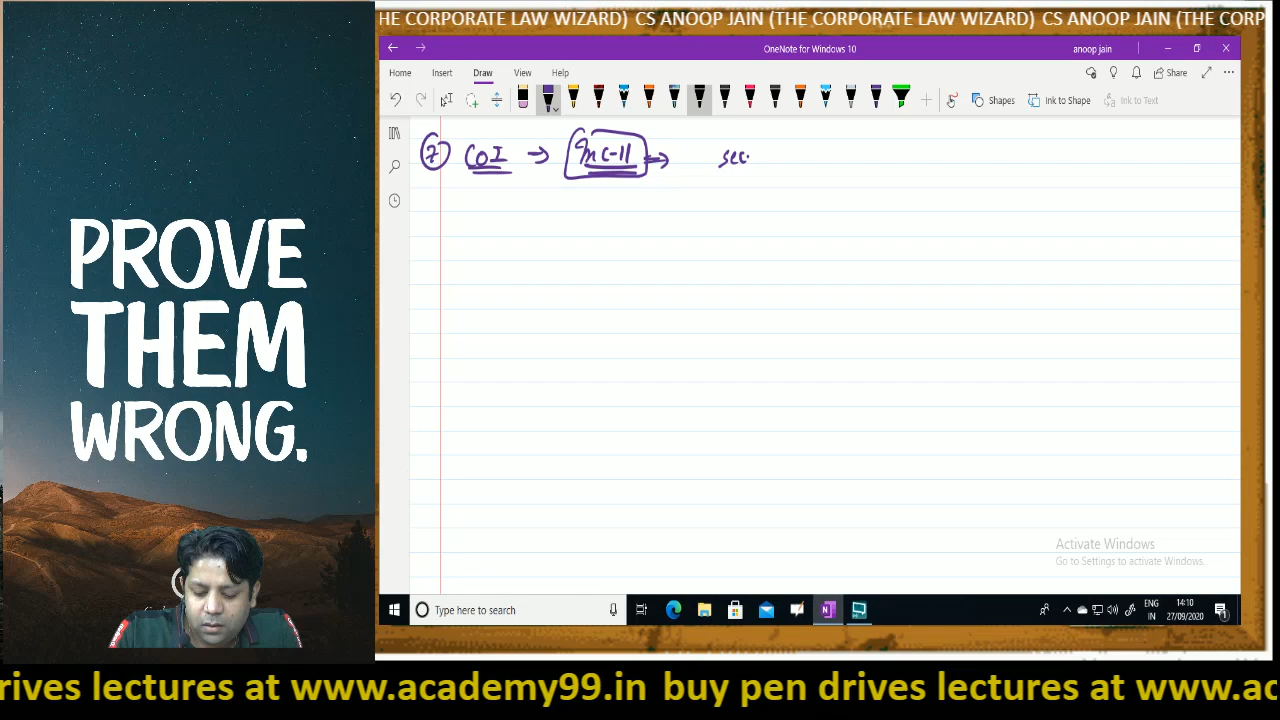 HE CORPORATE LAW WIZARD) CS ANOOP JAIN (THE CORPORATE LAW WIZARD) CS ANOOP JAIN (THE CORP
OneNote for Windows 10
anoop jain
Home Insert Draw View Help
Share
Shapes
Ink to Shape
Ink to Text
7 COI → Inc-11 → sec
PROVE
THEM
WRONG.
Activate Windows
Go to Settings to activate Windows.
Type here to search
ENG
IN
14:10
27/09/2020
1
rives lectures at www.academy99.in buy pen drives lectures at www.ac